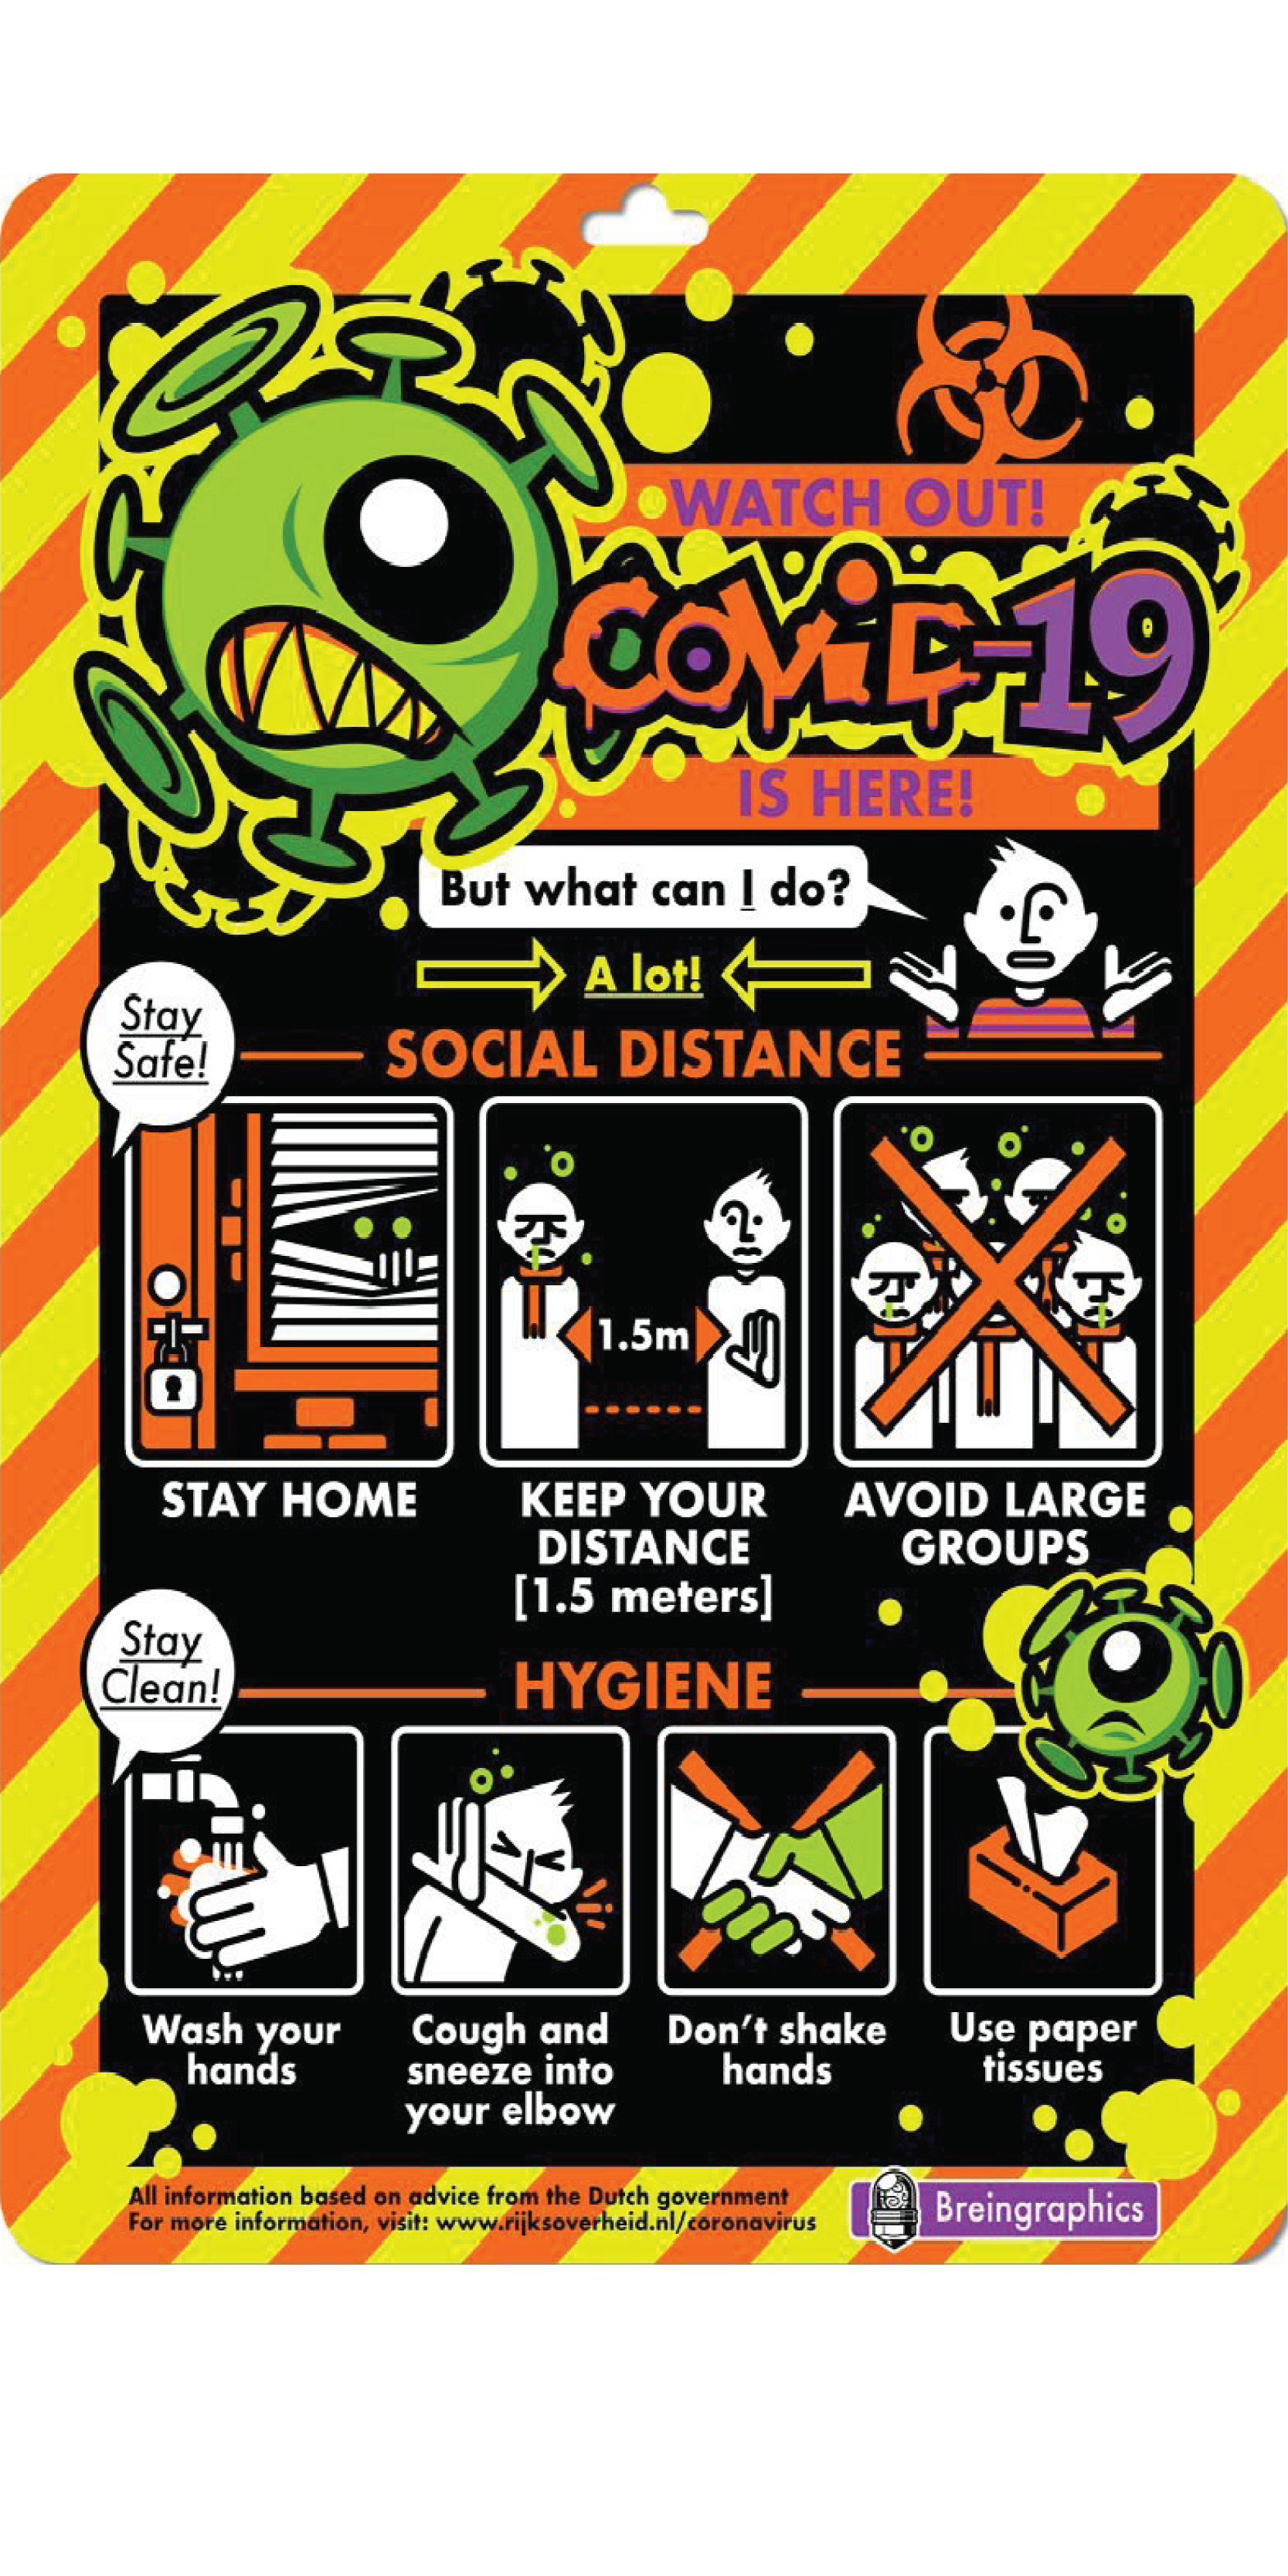 WATCH OUT!
COVID-19
IS HERE!
But what can I do?
A lot!
Stay
Safe!
SOCIAL DISTANCE
1.5m
STAY HOME
KEEP YOUR
DISTANCE
[1.5 meters]
AVOID LARGE
GROUPS
Stay
Clean!
HYGIENE
Wash your
hands
Cough and
sneeze into
your elbow
Don't shake
hands
Use paper
tissues
All information based on advice from the Dutch government
For more information, visit: www.rijksoverheid.nl/coronavirus
Breingraphics